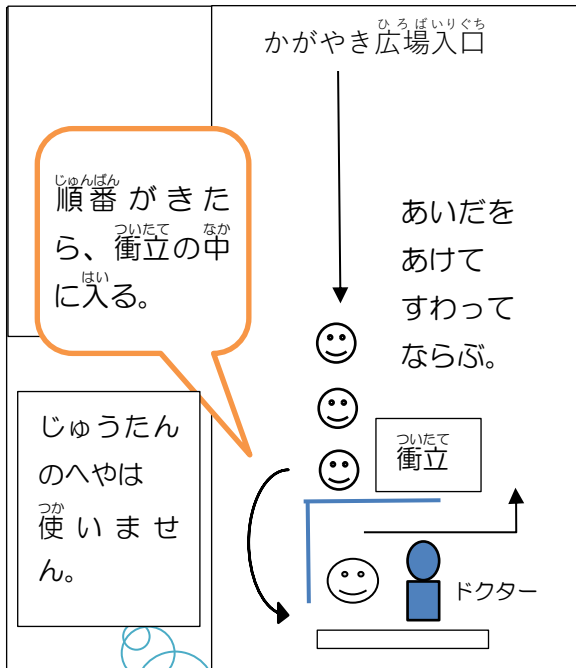 かがやき広場入口
順番がきた
ら、衝立の中
に入る。
あいだを
あけて
すわって
ならぶ。
じゅうたん
のへやは
使いませ
ん。
衝立
ドクター